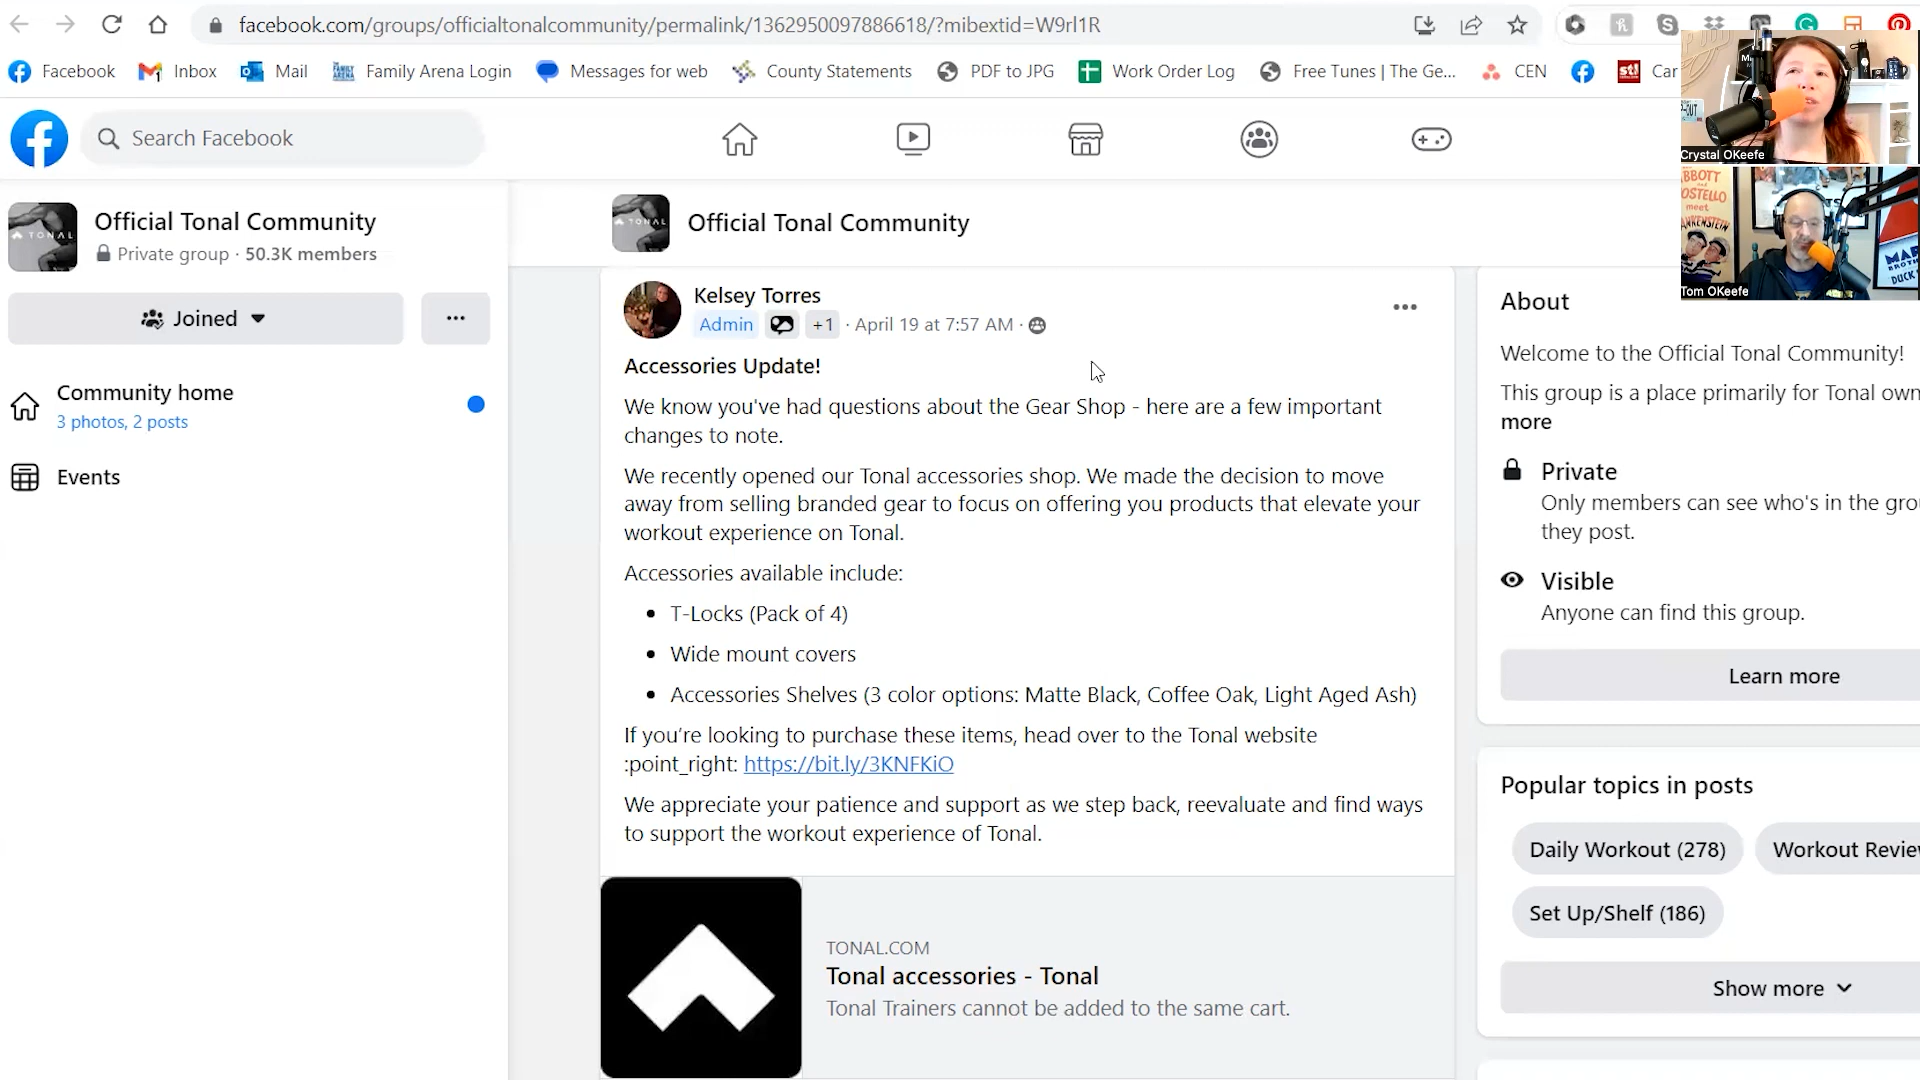 facebook.com/groups/officialtonalcommunity/permalink/1362950097886618/?mibextid=W9rl1R
Facebook
Inbox
Mail
Family Arena Login
Messages for web
County Statements
PDF to JPG
Work Order Log
Free Tunes | The Ge...
CEN
Car
Search Facebook
Crystal OKeefe
ABBOTT
and
COSTELLO
meet
FRANKENSTEIN
Tom OKeefe
Official Tonal Community
Private group · 50.3K members
Joined
Community home
3 photos, 2 posts
Events
Official Tonal Community
Kelsey Torres
Admin +1 · April 19 at 7:57 AM ·
Accessories Update!
We know you've had questions about the Gear Shop - here are a few important
changes to note.
We recently opened our Tonal accessories shop. We made the decision to move
away from selling branded gear to focus on offering you products that elevate your
workout experience on Tonal.
Accessories available include:
• T-Locks (Pack of 4)
• Wide mount covers
• Accessories Shelves (3 color options: Matte Black, Coffee Oak, Light Aged Ash)
If you're looking to purchase these items, head over to the Tonal website
:point_right: https://bit.ly/3KNFKiO
We appreciate your patience and support as we step back, reevaluate and find ways
to support the workout experience of Tonal.
TONAL.COM
Tonal accessories - Tonal
Tonal Trainers cannot be added to the same cart.
About
Welcome to the Official Tonal Community!
This group is a place primarily for Tonal own
more
Private
Only members can see who's in the gro
they post.
Visible
Anyone can find this group.
Learn more
Popular topics in posts
Daily Workout (278)
Workout Review
Set Up/Shelf (186)
Show more